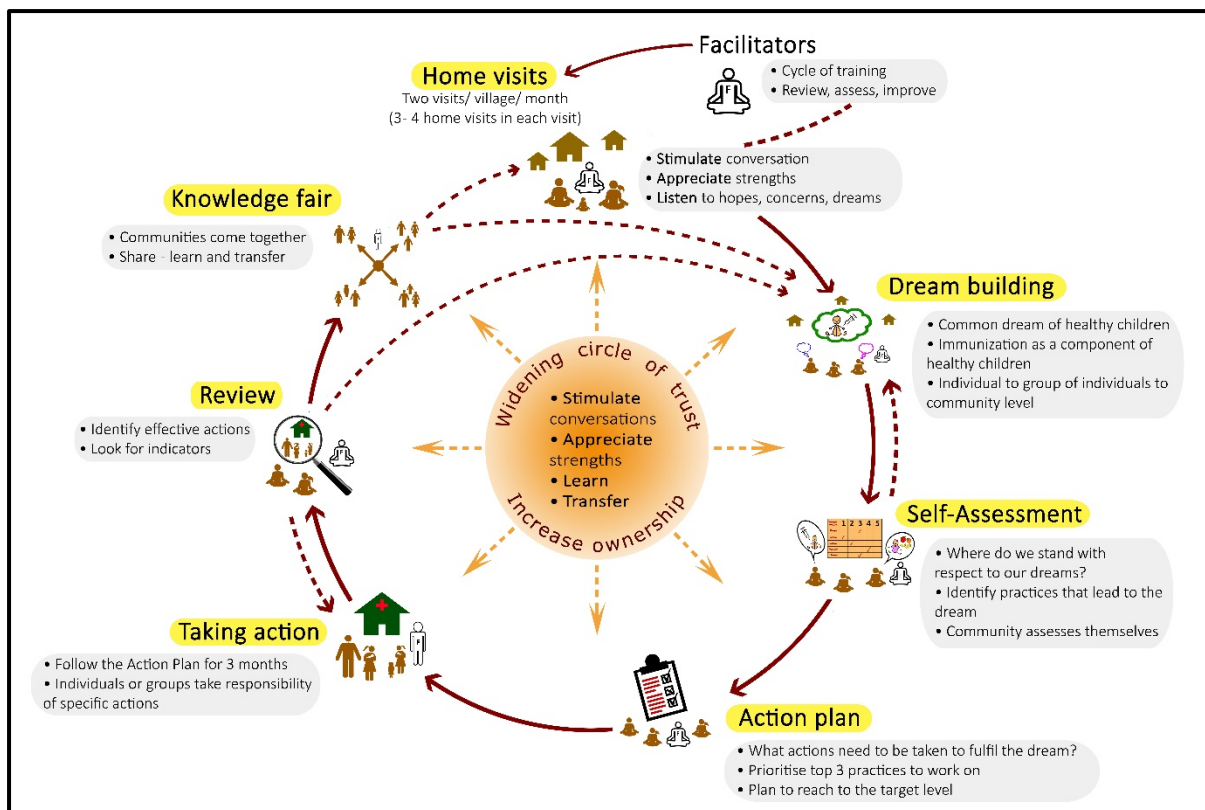 Facilitators
• Cycle of training
• Review, assess, improve
F
Home visits
Two visits/ village/ month
(3- 4 home visits in each visit)
F
• Stimulate conversation
• Appreciate strengths
• Listen to hopes, concerns, dreams
Dream building
• Common dream of healthy children
• Immunization as a component of
healthy children
• Individual to group of individuals to
community level
Self-Assessment
1 2 3 4 5
• Where do we stand with
respect to our dreams?
• Identify practices that lead to the
dream
• Community assesses themselves
Action plan
F
• What actions need to be taken to fulfil the dream?
• Prioritise top 3 practices to work on
• Plan to reach to the target level
Taking action
F
• Follow the Action Plan for 3 months
• Individuals or groups take responsibility
of specific actions
Review
F
• Identify effective actions
• Look for indicators
Knowledge fair
• Communities come together
• Share - learn and transfer
Widening circle of trust
• Stimulate
conversations
• Appreciate
strengths
• Learn
• Transfer
Increase ownership